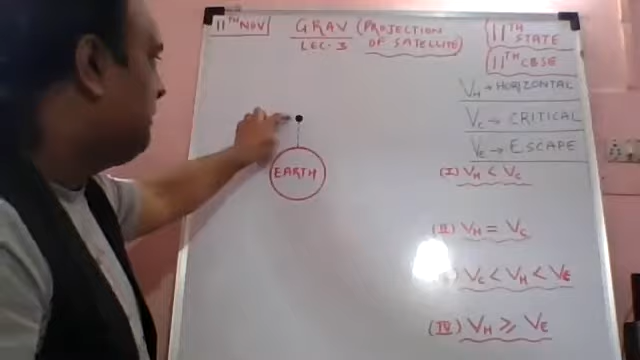 11TH NOV
GRAV (PROJECTION
LEC-3 OF SATELLITE)
11TH STATE
11TH CBSE
VH → HORIZONTAL
VC → CRITICAL
VE → ESCAPE
EARTH
(I) VH < VC
(II) VH = VC
VC < VH < VE
(IV) VH ≥ VE